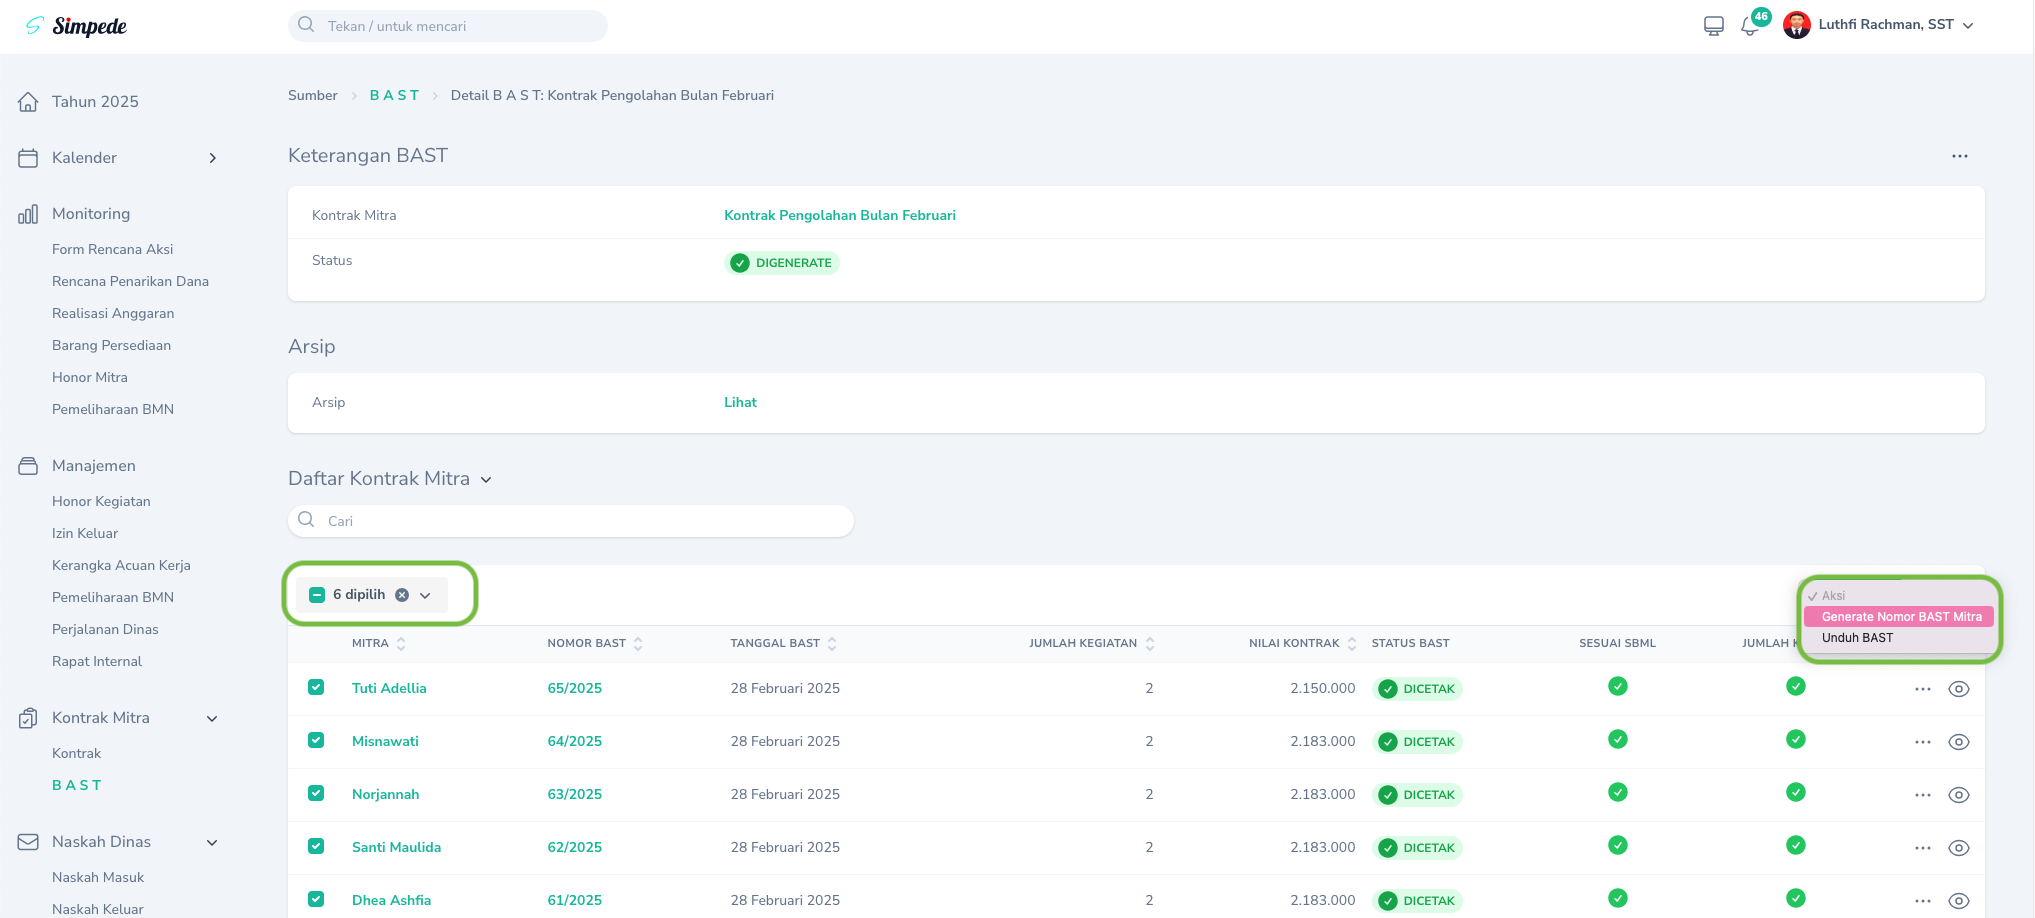 Simpede
Tekan / untuk mencari
46
Luthfi Rachman, SST
Tahun 2025
Kalender
Monitoring
Form Rencana Aksi
Rencana Penarikan Dana
Realisasi Anggaran
Barang Persediaan
Honor Mitra
Pemeliharaan BMN
Manajemen
Honor Kegiatan
Izin Keluar
Kerangka Acuan Kerja
Pemeliharaan BMN
Perjalanan Dinas
Rapat Internal
Kontrak Mitra
Kontrak
B A S T
Naskah Dinas
Naskah Masuk
Naskah Keluar
Sumber > B A S T > Detail B A S T: Kontrak Pengolahan Bulan Februari
Keterangan BAST
Kontrak Mitra Kontrak Pengolahan Bulan Februari
Status DIGENERATE
Arsip
Arsip Lihat
Daftar Kontrak Mitra
Cari
6 dipilih
Aksi
Generate Nomor BAST Mitra
Unduh BAST
MITRA NOMOR BAST TANGGAL BAST JUMLAH KEGIATAN NILAI KONTRAK STATUS BAST SESUAI SBML JUMLAH
Tuti Adellia 65/2025 28 Februari 2025 2 2.150.000 DICETAK
Misnawati 64/2025 28 Februari 2025 2 2.183.000 DICETAK
Norjannah 63/2025 28 Februari 2025 2 2.183.000 DICETAK
Santi Maulida 62/2025 28 Februari 2025 2 2.183.000 DICETAK
Dhea Ashfia 61/2025 28 Februari 2025 2 2.183.000 DICETAK